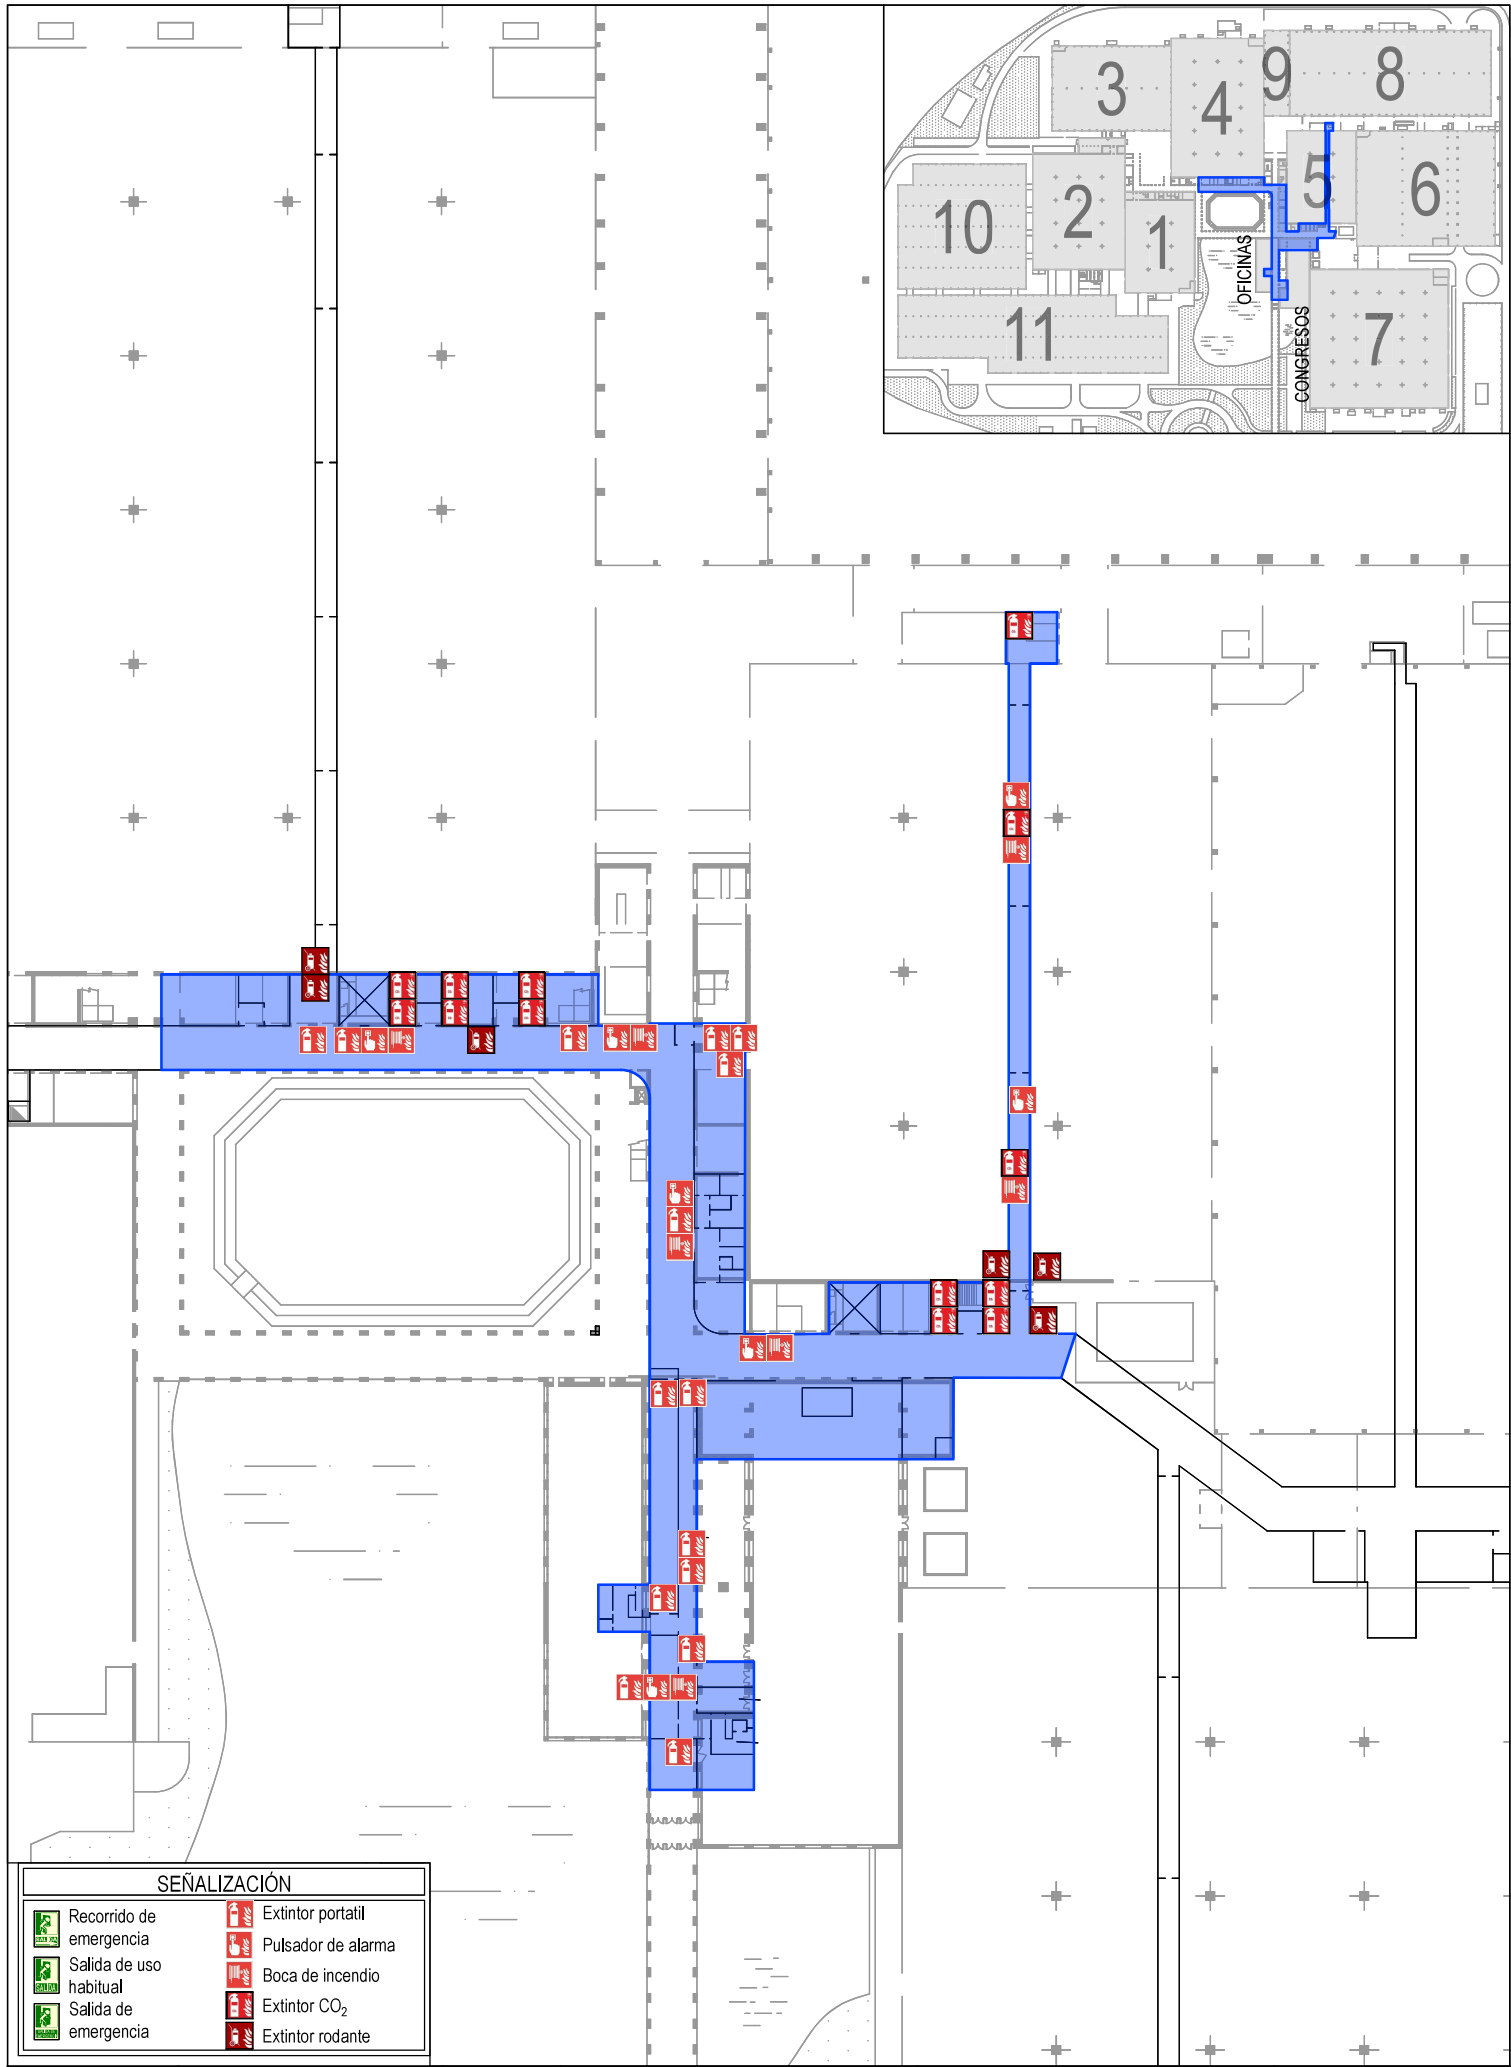 3
4
9
8
10
2
1
5
6
11
7
OFICINAS
CONGRESOS
SEÑALIZACIÓN
Recorrido de
emergencia
Salida de uso
habitual
Salida de
emergencia
Extintor portatil
Pulsador de alarma
Boca de incendio
Extintor CO₂
Extintor rodante